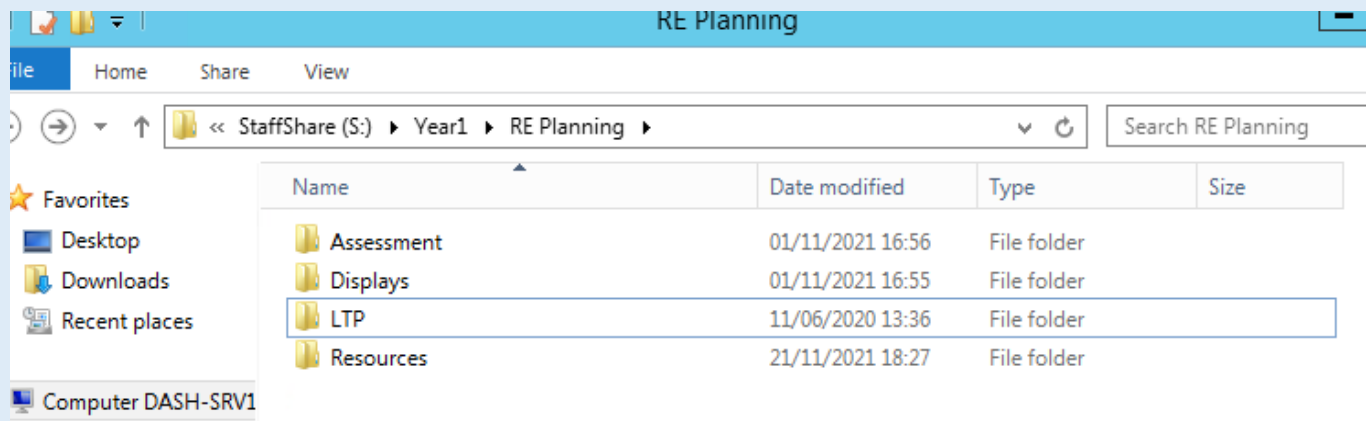 RE Planning
File Home Share View
« StaffShare (S:) Year1 RE Planning Search RE Planning
Favorites
Desktop
Downloads
Recent places
Computer DASH-SRV1
Name Date modified Type Size
Assessment 01/11/2021 16:56 File folder
Displays 01/11/2021 16:55 File folder
LTP 11/06/2020 13:36 File folder
Resources 21/11/2021 18:27 File folder